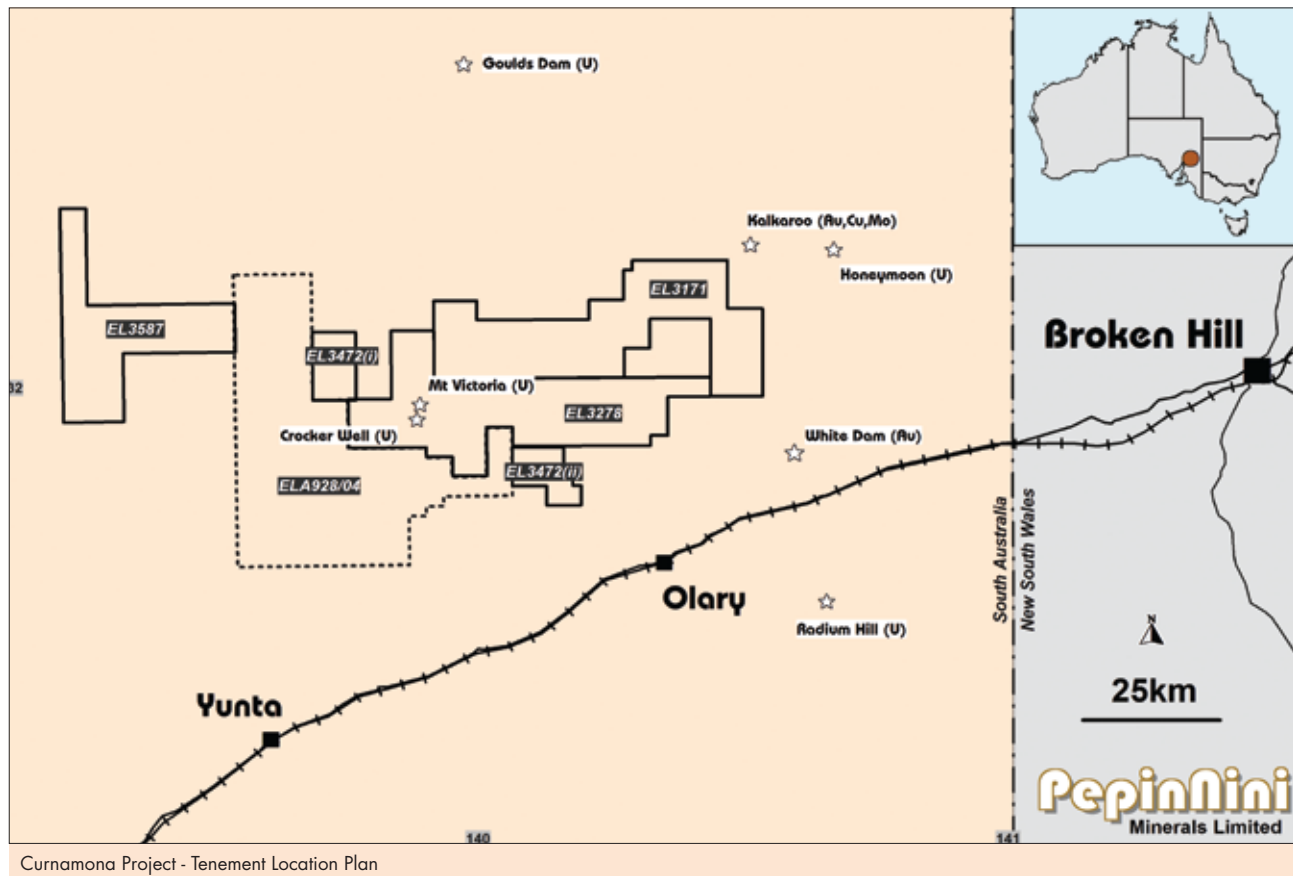 Goulds Dam (U)
Kalkaroo (Au,Cu,Mo)
Honeymoon (U)
EL3171
EL3587
EL3472(i)
Broken Hill
32
Mt Victoria (U)
EL3278
Crocker Well (U)
White Dam (Au)
EL3472(ii)
ELA928/04
South Australia
New South Wales
Olary
Radium Hill (U)
N
25km
Yunta
PepinNini
Minerals Limited
140
141
Curnamona Project - Tenement Location Plan